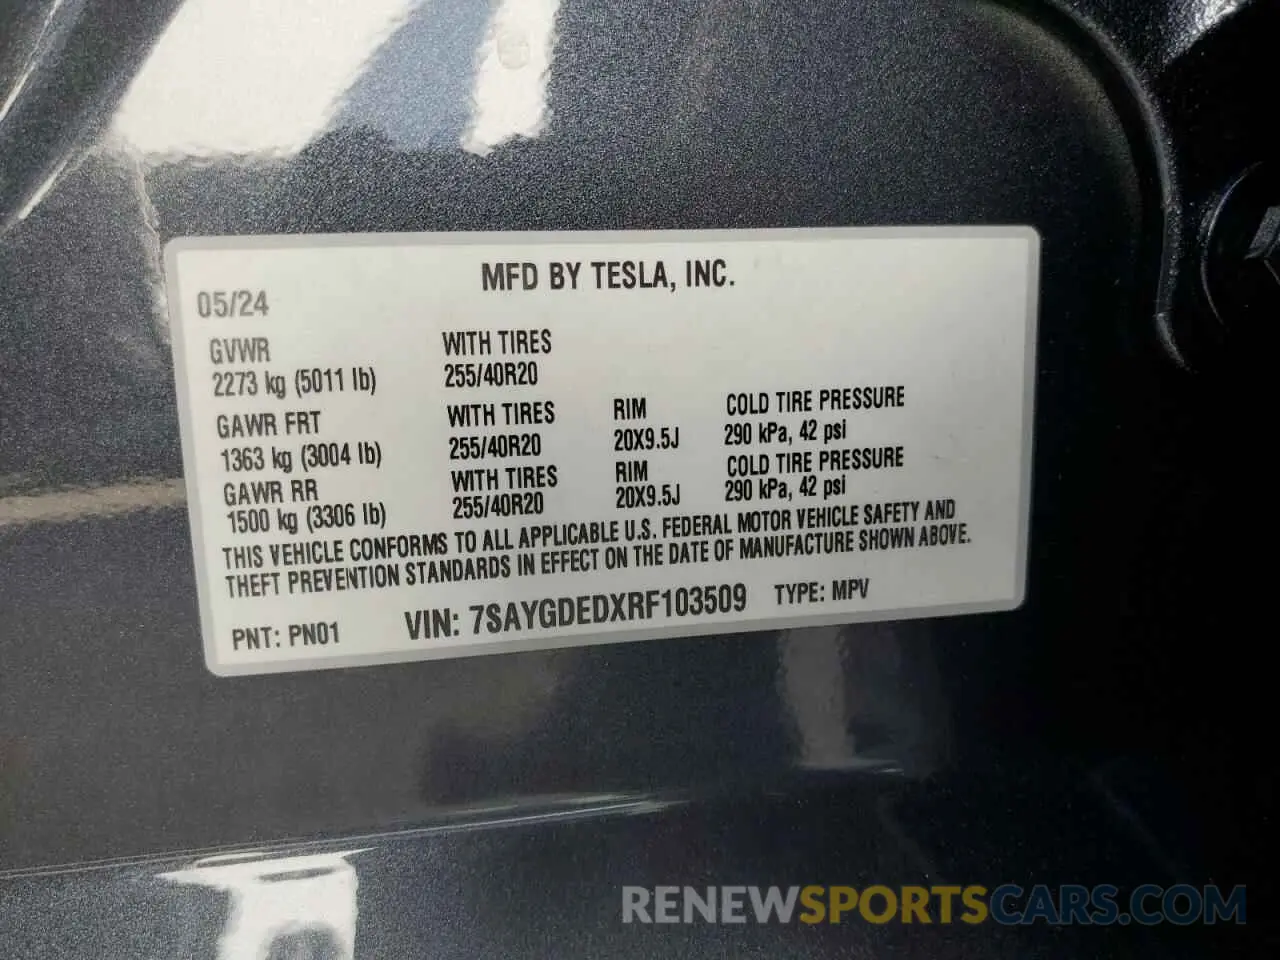 MFD BY TESLA, INC.
05/24
GVWR
2273 kg (5011 lb)
WITH TIRES
255/40R20
GAWR FRT
1363 kg (3004 lb)
WITH TIRES
255/40R20
RIM
20X9.5J
COLD TIRE PRESSURE
290 kPa, 42 psi
GAWR RR
1500 kg (3306 lb)
WITH TIRES
255/40R20
RIM
20X9.5J
COLD TIRE PRESSURE
290 kPa, 42 psi
THIS VEHICLE CONFORMS TO ALL APPLICABLE U.S. FEDERAL MOTOR VEHICLE SAFETY AND
THEFT PREVENTION STANDARDS IN EFFECT ON THE DATE OF MANUFACTURE SHOWN ABOVE.
PNT: PN01
VIN: 7SAYGDEDXRF103509
TYPE: MPV
RENEWSPORTSCARS.COM